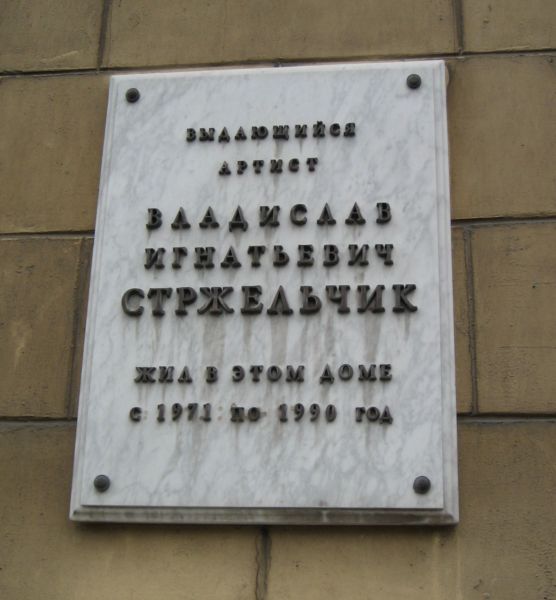 ВЫДАЮЩИЙСЯ
АРТИСТ
ВЛАДИСЛАВ
ИГНАТЬЕВИЧ
СТРЖЕЛЬЧИК
ЖИЛ В ЭТОМ ДОМЕ
С 1971 ПО 1990 ГОД